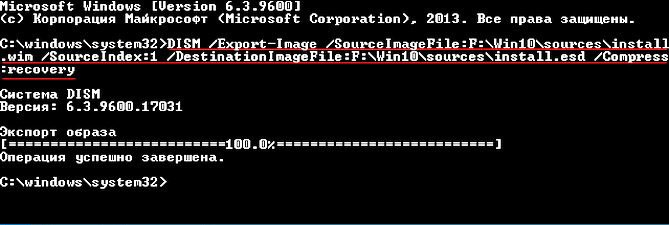 Microsoft Windows [Version 6.3.9600]
(c) Корпорация Майкрософт (Microsoft Corporation), 2013. Все права защищены.
C:\windows\system32>DISM /Export-Image /SourceImageFile:F:\Win10\sources\install
.wim /SourceIndex:1 /DestinationImageFile:F:\Win10\sources\install.esd /Compress
:recovery
Cистема DISM
Версия: 6.3.9600.17031
Экспорт образа
[==========================100.0%==========================]
Операция успешно завершена.
C:\windows\system32>